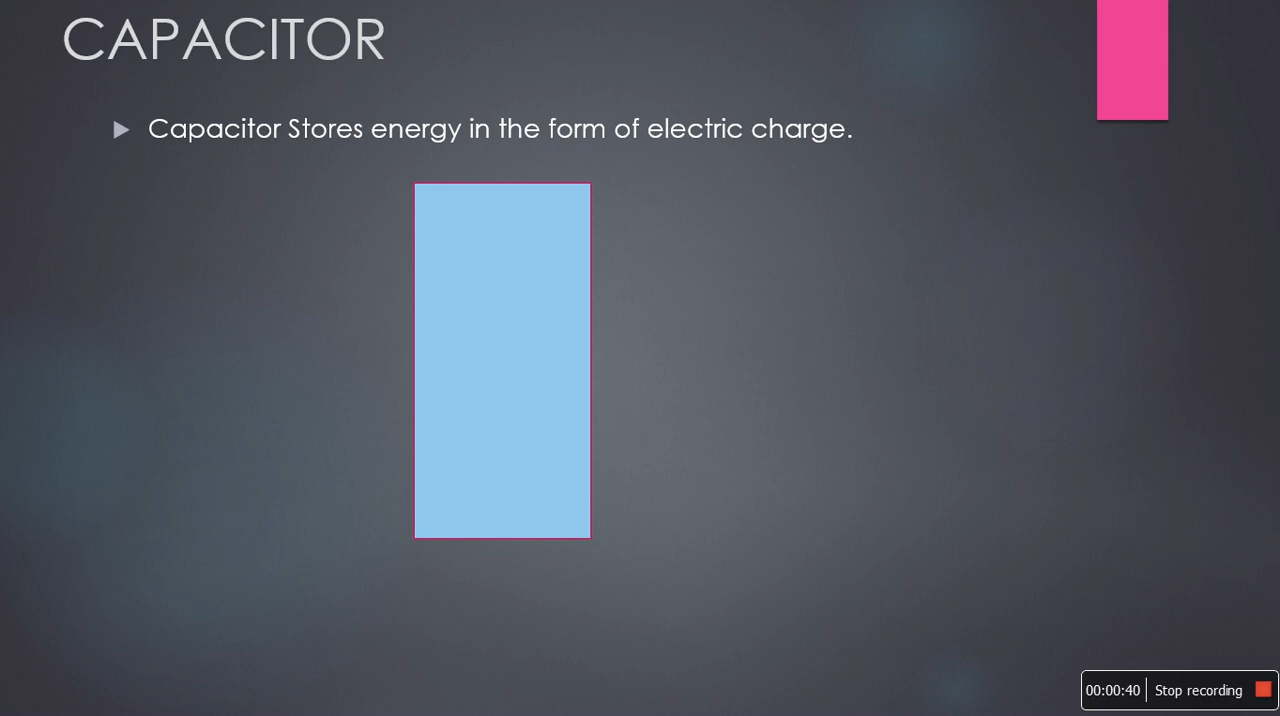 CAPACITOR
Capacitor Stores energy in the form of electric charge.
00:00:40 Stop recording